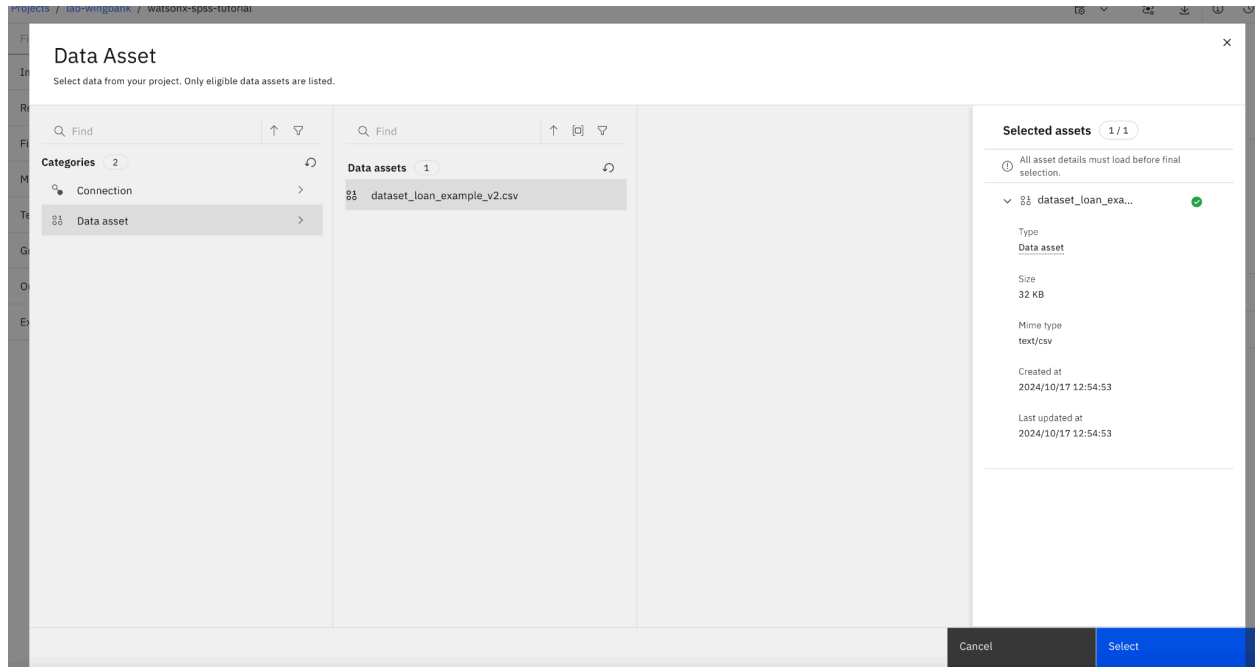 Projects / lab-wingbank / watsonx-spss-tutorial
Data Asset
Select data from your project. Only eligible data assets are listed.
Find
Categories 2
Connection
Data asset
Find
Data assets 1
dataset_loan_example_v2.csv
Selected assets 1 / 1
All asset details must load before final
selection.
dataset_loan_exa...
Type
Data asset
Size
32 KB
Mime type
text/csv
Created at
2024/10/17 12:54:53
Last updated at
2024/10/17 12:54:53
Cancel
Select